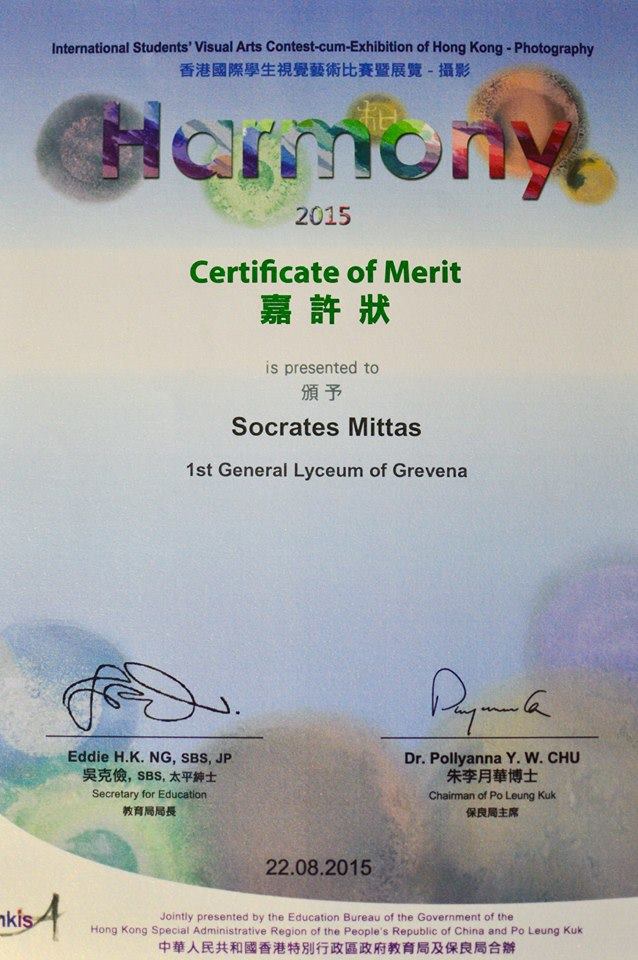 International Students' Visual Arts Contest-cum-Exhibition of Hong Kong - Photography
香港國際學生視覺藝術比賽暨展覽 - 攝影
和
Harmony
2015
Certificate of Merit
嘉許狀
is presented to
頒予
Socrates Mittas
1st General Lyceum of Grevena
Eddie H.K. NG, SBS, JP
吳克儉, SBS, 太平紳士
Secretary for Education
教育局局長
Dr. Pollyanna Y. W. CHU
朱李月華博士
Chairman of Po Leung Kuk
保良局主席
22.08.2015
nkisA
Jointly presented by the Education Bureau of the Government of the
Hong Kong Special Administrative Region of the People's Republic of China and Po Leung Kuk
中華人民共和國香港特別行政區政府教育局及保良局合辦